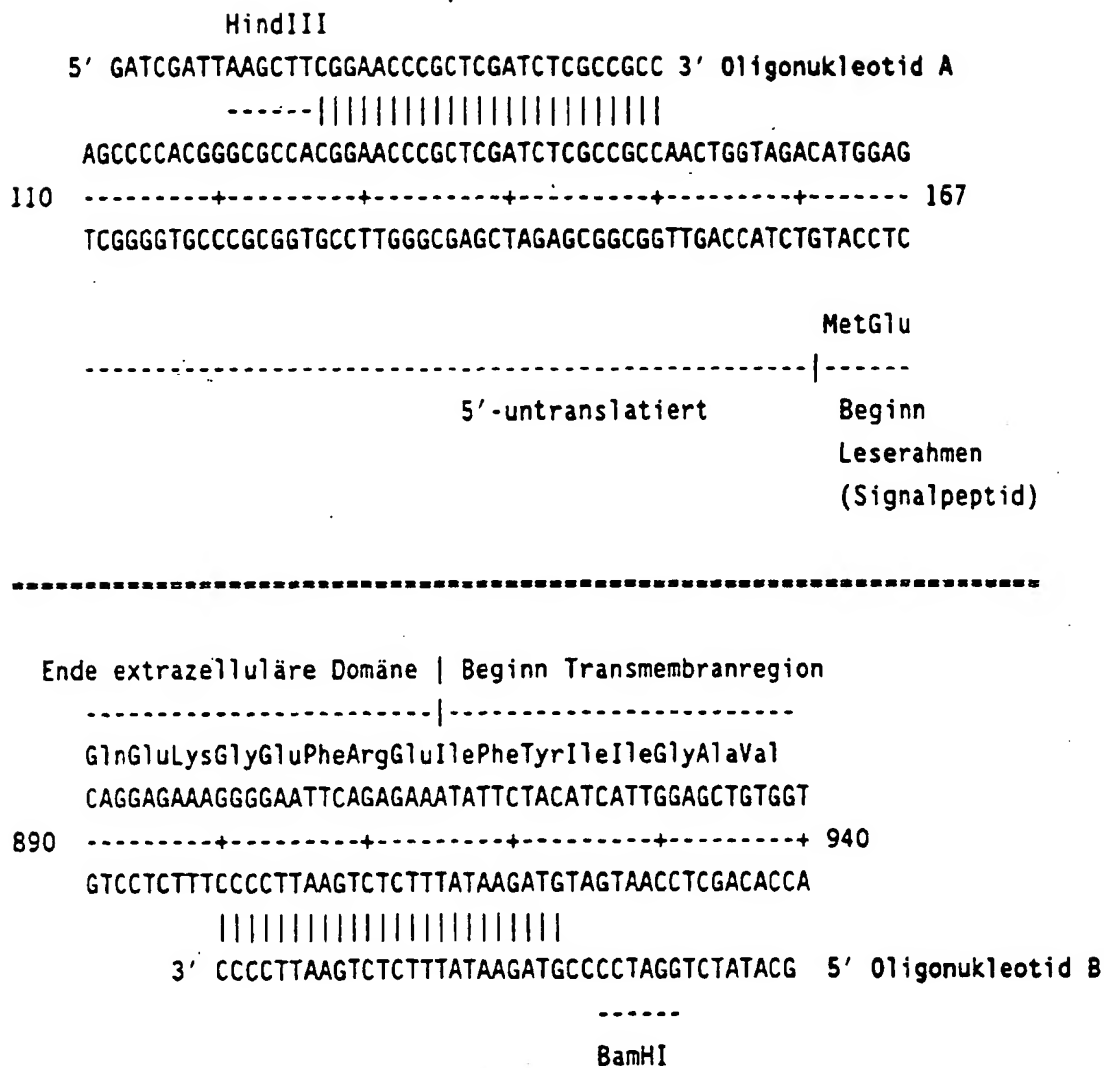 HindIII
5' GATCGATTAAGCTTCGGAACCCGCTCGATCTCGCCGCC 3' Oligonukleotid A
------||||||||||||||||||||||||
AGCCCCACGGGCGCCACGGAACCCGCTCGATCTCGCCGCCAACTGGTAGACATGGAG
110 ---------+---------+---------+---------+---------+------- 167
TCGGGGTGCCCGCGGTGCCTTGGGCGAGCTAGAGCGGCGGTTGACCATCTGTACCTC
MetGlu
--------------------------------------------------|------
5'-untranslatiert Beginn
Leserahmen
(Signalpeptid)
Ende extrazelluläre Domäne | Beginn Transmembranregion
------------------------|------------------------
GlnGluLysGlyGluPheArgGluIlePheTyrIleIleGlyAlaVal
CAGGAGAAAGGGGAATTCAGAGAAATATTCTACATCATTGGAGCTGTGGT
890 ---------+---------+---------+---------+---------+ 940
GTCCTCTTTCCCCTTAAGTCTCTTTATAAGATGTAGTAACCTCGACACCA
||||||||||||||||||||||||
3' CCCCTTAAGTCTCTTTATAAGATGCCCCTAGGTCTATACG 5' Oligonukleotid B
------
BamHI